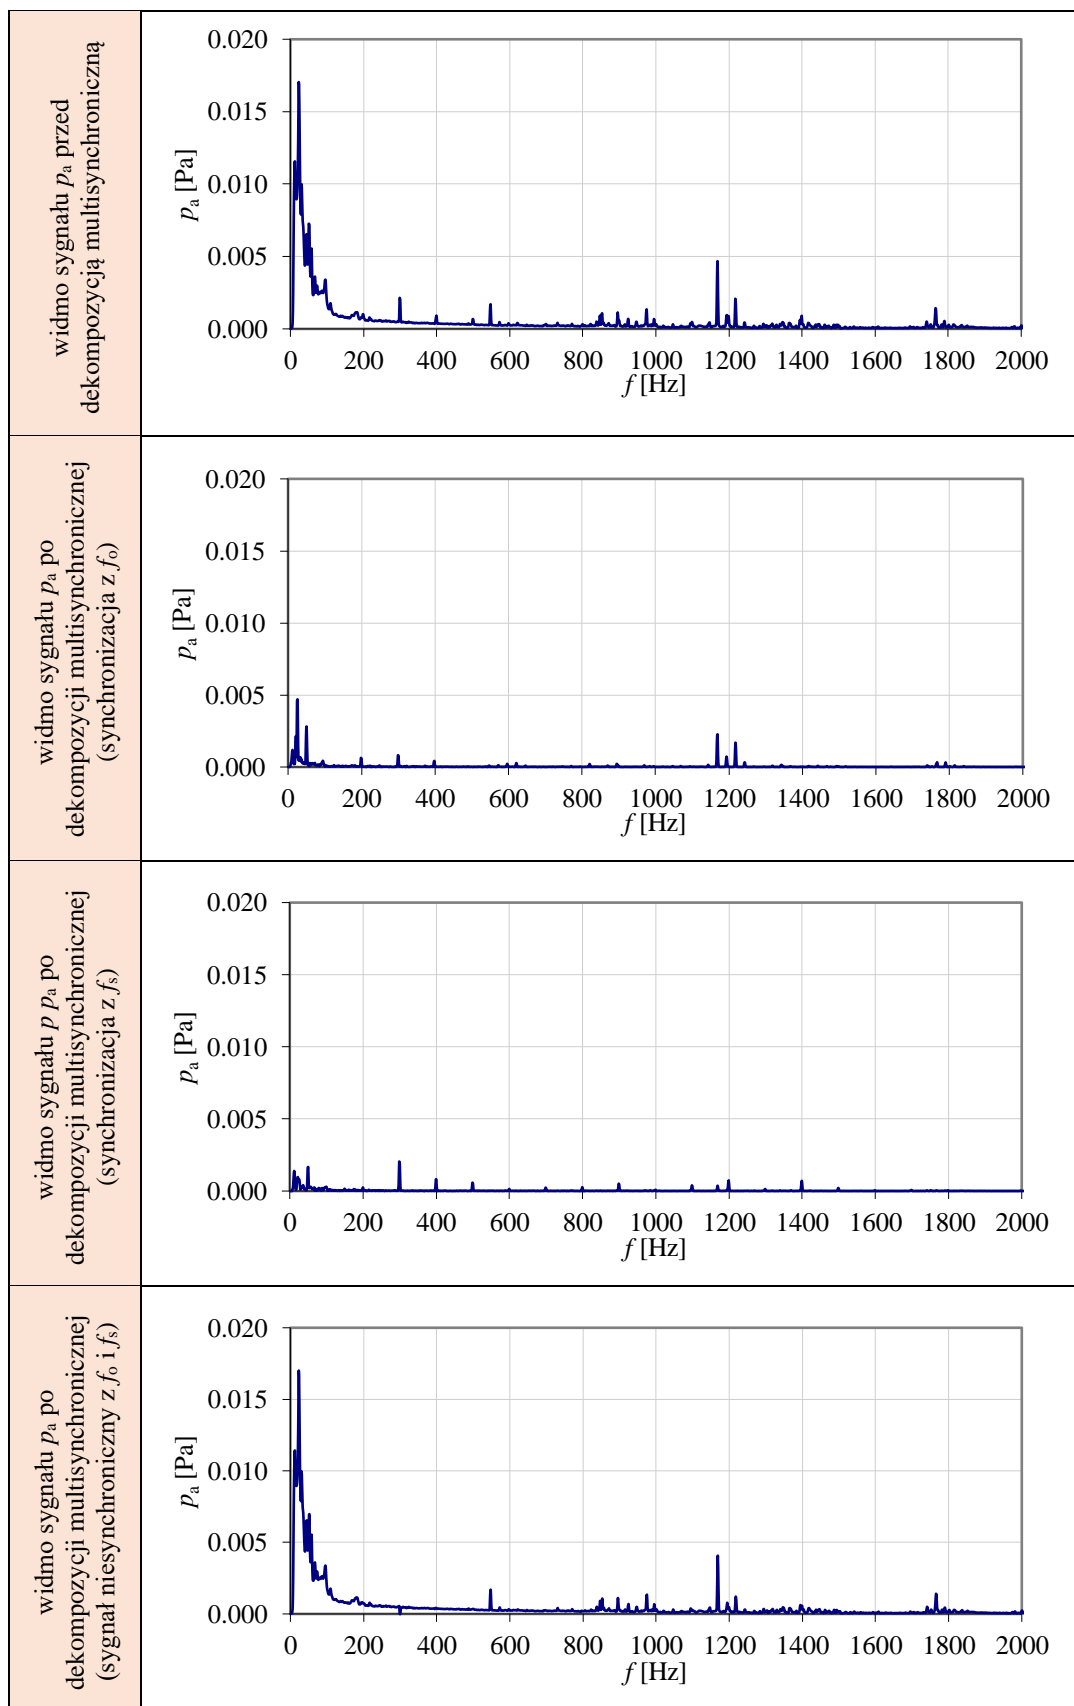 widmo sygnału pa przed
dekompozycją multisynchroniczną
0.020
0.015
0.010
0.005
0.000
pa [Pa]
0 200 400 600 800 1000 1200 1400 1600 1800 2000
f [Hz]
widmo sygnału pa po
dekompozycji multisynchronicznej
(synchronizacja z fo)
0.020
0.015
0.010
0.005
0.000
pa [Pa]
0 200 400 600 800 1000 1200 1400 1600 1800 2000
f [Hz]
widmo sygnału p pa po
dekompozycji multisynchronicznej
(synchronizacja z fs)
0.020
0.015
0.010
0.005
0.000
pa [Pa]
0 200 400 600 800 1000 1200 1400 1600 1800 2000
f [Hz]
widmo sygnału pa po
dekompozycji multisynchronicznej
(sygnał niesynchroniczny z fo i fs)
0.020
0.015
0.010
0.005
0.000
pa [Pa]
0 200 400 600 800 1000 1200 1400 1600 1800 2000
f [Hz]